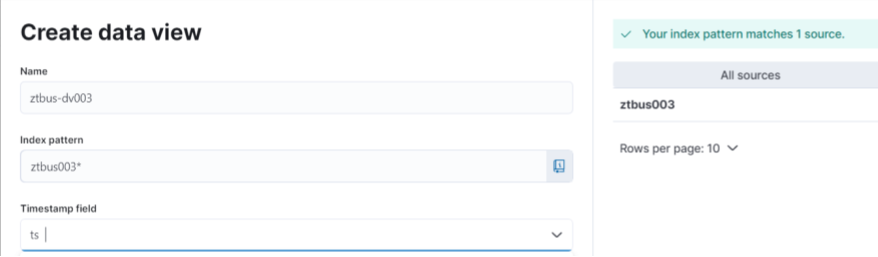 Create data view
Name
ztbus-dv003
Index pattern
ztbus003*
Timestamp field
ts
Your index pattern matches 1 source.
All sources
ztbus003
Rows per page: 10